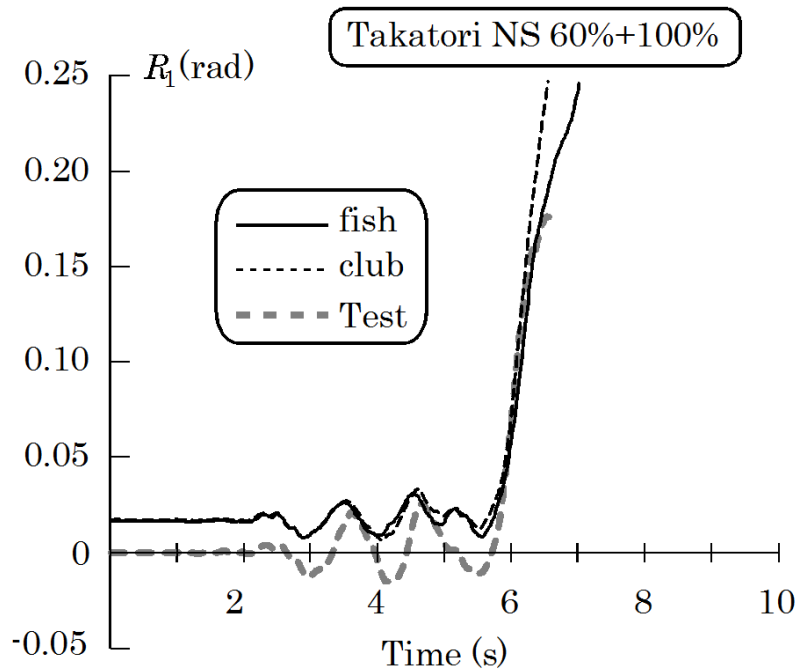 Takatori NS 60%+100%
R₁(rad)
0.25
0.20
0.15
0.10
0.05
0
-0.05
fish
club
Test
2 4 6 8 10
Time (s)